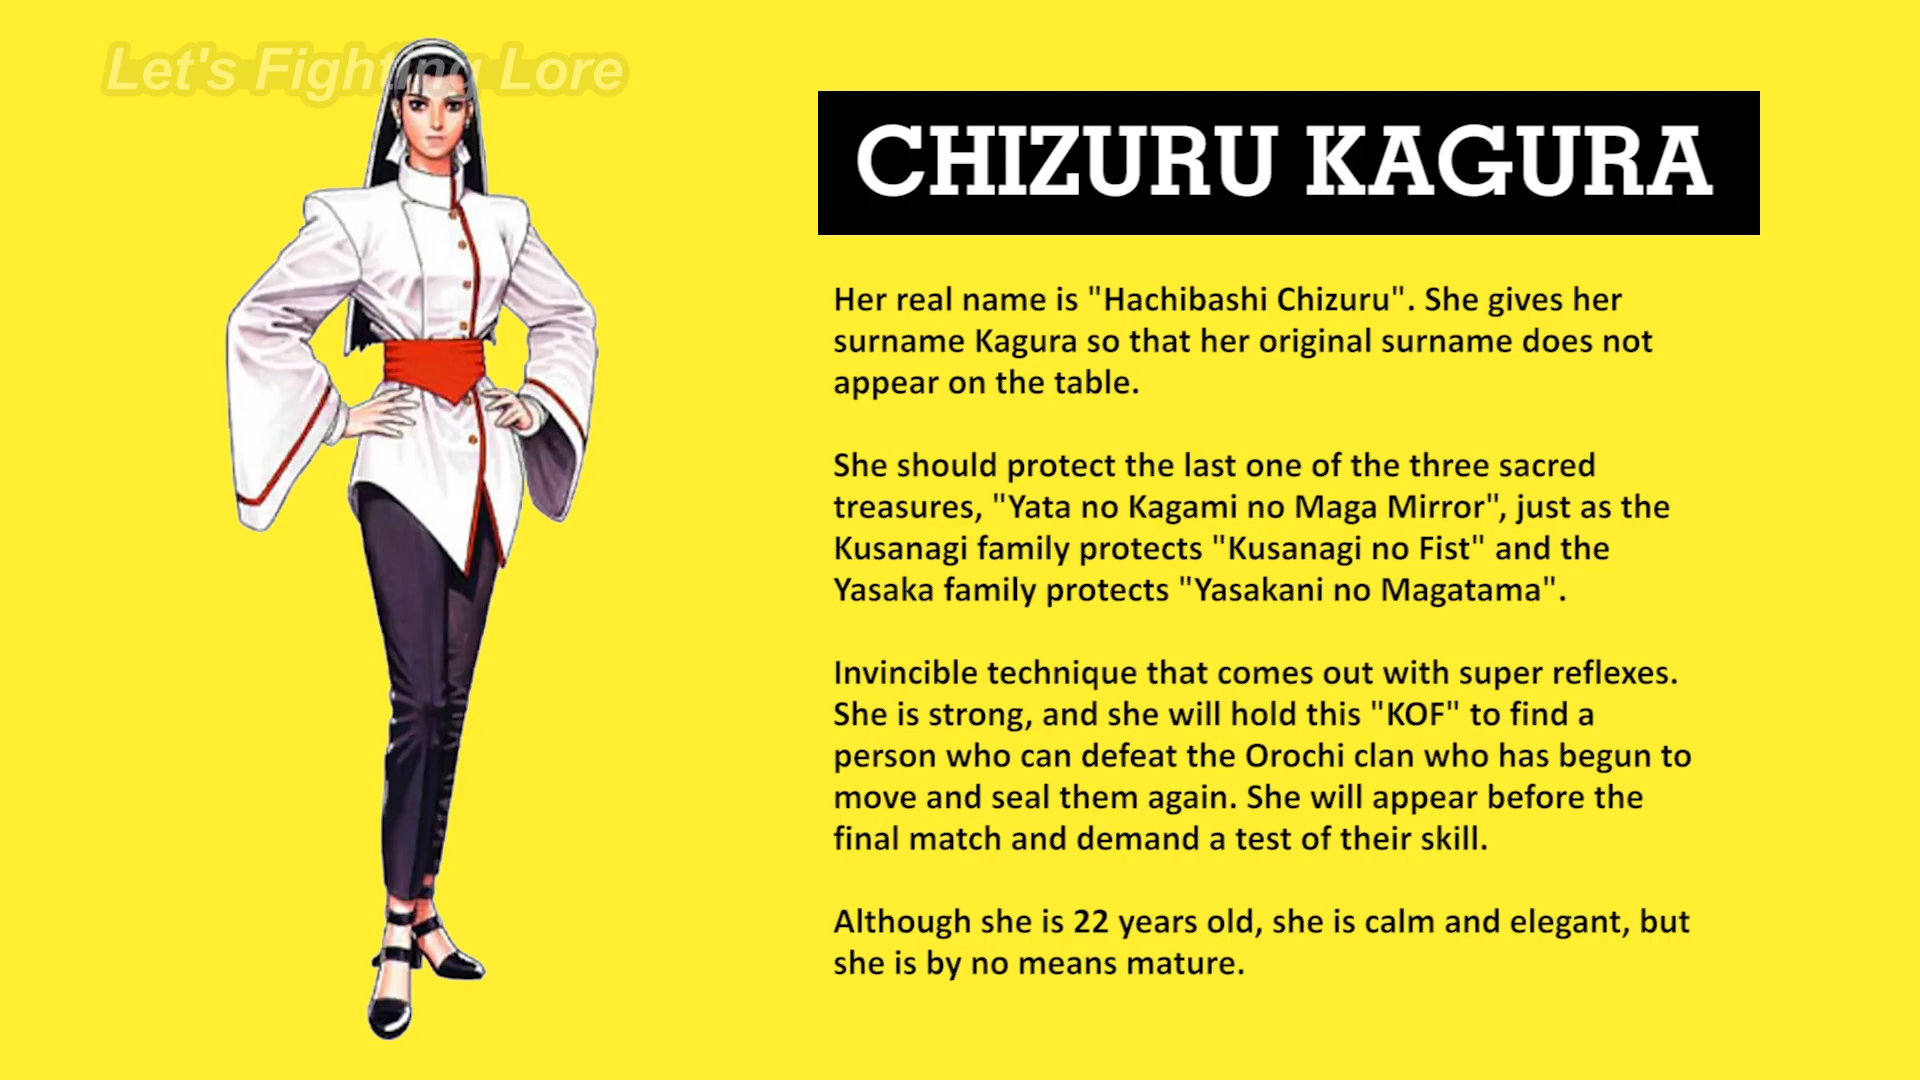 Let's Fighting Lore
CHIZURU KAGURA
Her real name is "Hachibashi Chizuru". She gives her
surname Kagura so that her original surname does not
appear on the table.
She should protect the last one of the three sacred
treasures, "Yata no Kagami no Maga Mirror", just as the
Kusanagi family protects "Kusanagi no Fist" and the
Yasaka family protects "Yasakani no Magatama".
Invincible technique that comes out with super reflexes.
She is strong, and she will hold this "KOF" to find a
person who can defeat the Orochi clan who has begun to
move and seal them again. She will appear before the
final match and demand a test of their skill.
Although she is 22 years old, she is calm and elegant, but
she is by no means mature.